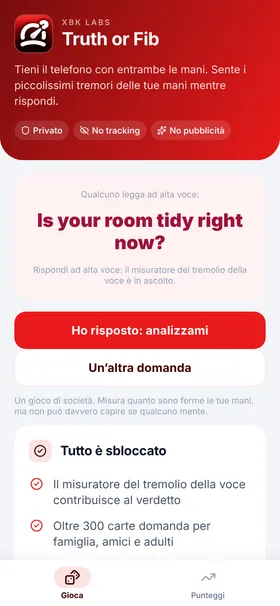 XBK LABS
Truth or Fib
Tieni il telefono con entrambe le mani. Sente i
piccolissimi tremori delle tue mani mentre
rispondi.
Privato
No tracking
No pubblicità
Qualcuno legga ad alta voce:
Is your room tidy right
now?
Rispondi ad alta voce: il misuratore del tremolio della
voce è in ascolto.
Ho risposto: analizzami
Un'altra domanda
Un gioco di società. Misura quanto sono ferme le tue mani,
ma non può davvero capire se qualcuno mente.
Tutto è sbloccato
Il misuratore del tremolio della voce
contribuisce al verdetto
Oltre 300 carte domanda per
famiglia, amici e adulti
Gioca
Punteggi